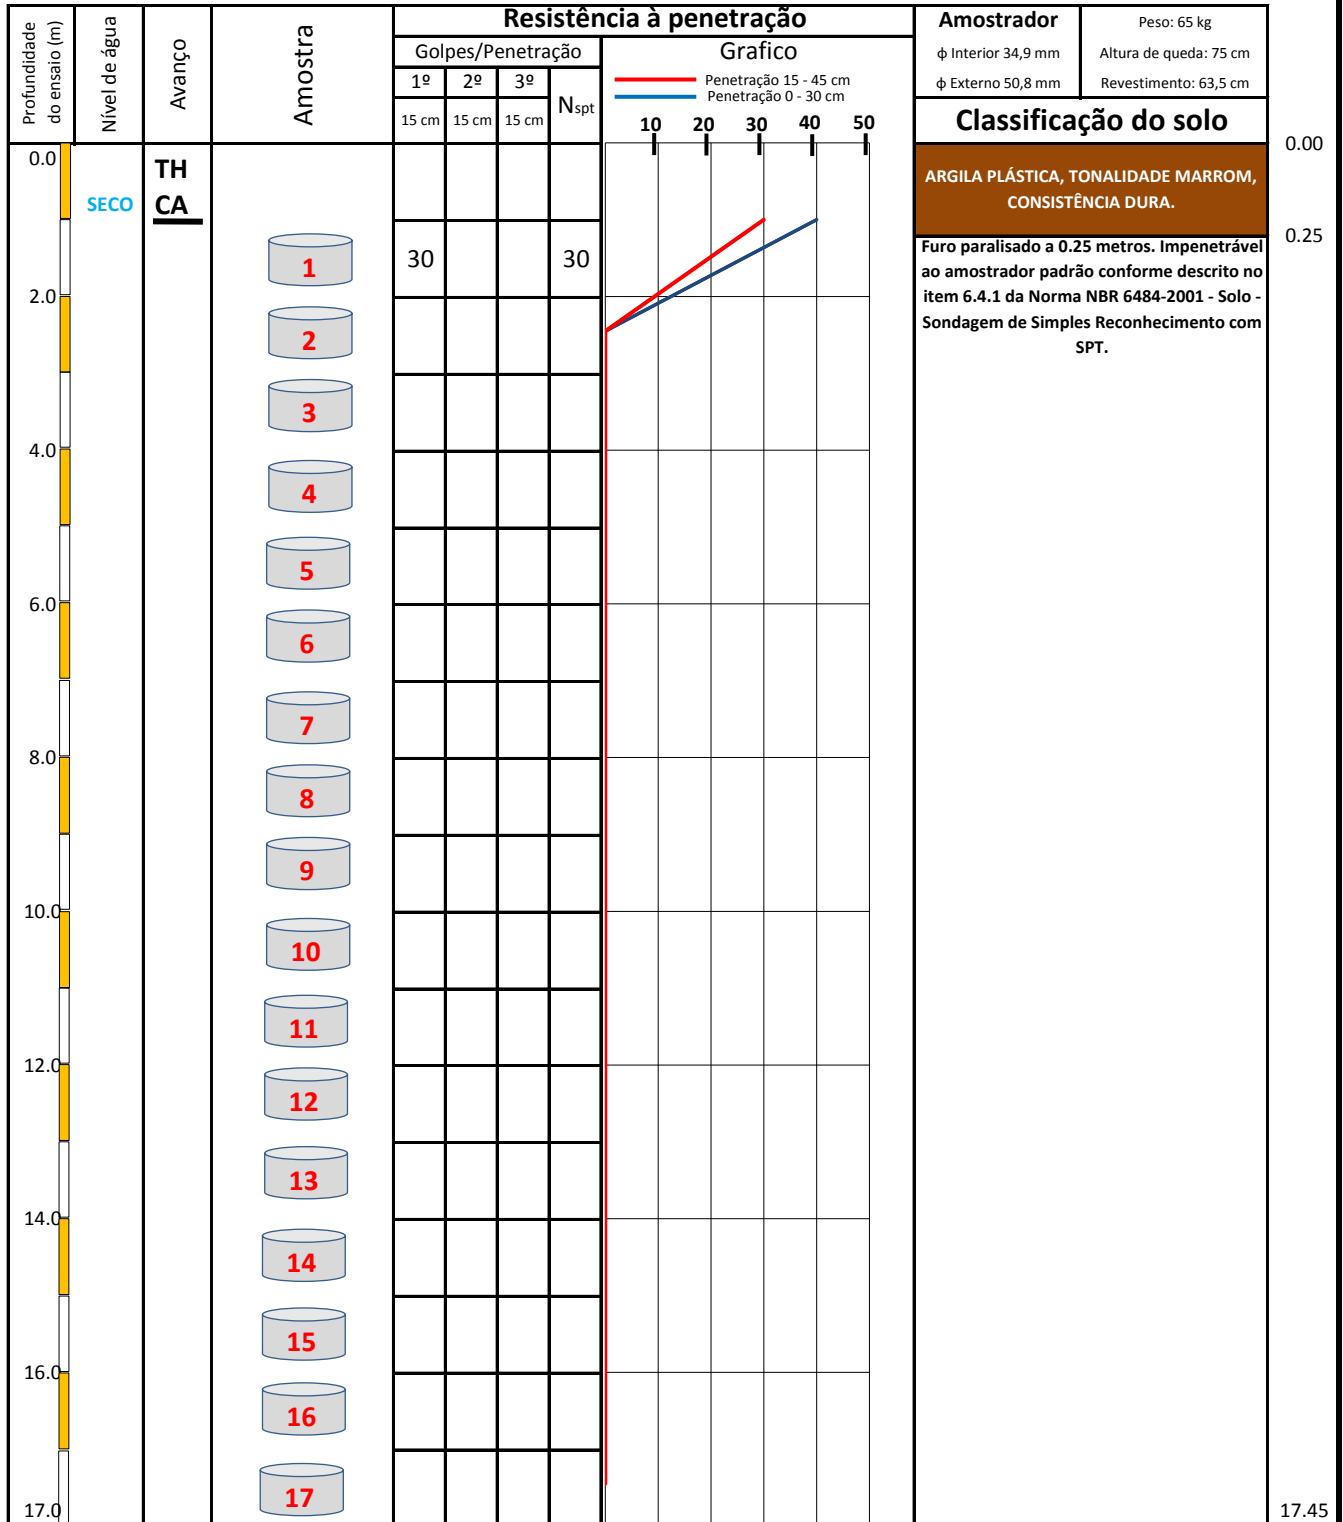 Profundidade
do ensaio (m)
Nível de água
Avanço
Amostra
Resistência à penetração
Golpes/Penetração
1º 2º 3º
15 cm 15 cm 15 cm
Nspt
Grafico
Penetração 15 - 45 cm
Penetração 0 - 30 cm
10 20 30 40 50
Amostrador
ϕ Interior 34,9 mm
ϕ Externo 50,8 mm
Peso: 65 kg
Altura de queda: 75 cm
Revestimento: 63,5 cm
Classificação do solo
0.0
SECO
TH
CA
ARGILA PLÁSTICA, TONALIDADE MARROM,
CONSISTÊNCIA DURA.
0.00
0.25
1
30
30
Furo paralisado a 0.25 metros. Impenetrável
ao amostrador padrão conforme descrito no
item 6.4.1 da Norma NBR 6484-2001 - Solo -
Sondagem de Simples Reconhecimento com
SPT.
2.0
2
3
4.0
4
5
6.0
6
7
8.0
8
9
10.0
10
11
12.0
12
13
14.0
14
15
16.0
16
17
17.0
17.45